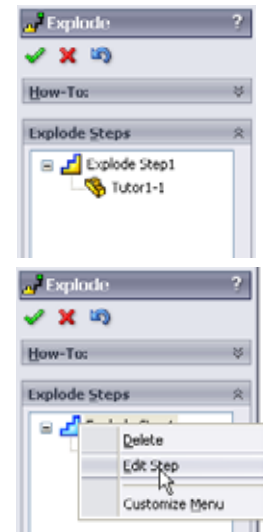 Explode ?
How-To:
Explode Steps
Explode Step1
Tutor1-1
Explode ?
How-To:
Explode Steps
Delete
Edit Step
Customize Menu